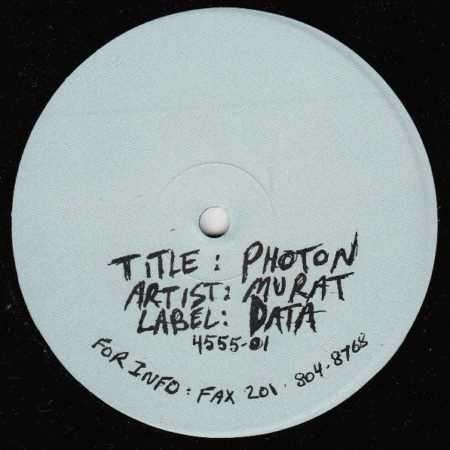 TITLE: PHOTON
ARTIST: MURAT
LABEL: DATA
4555-01
FOR INFO: FAX 201·804-8768